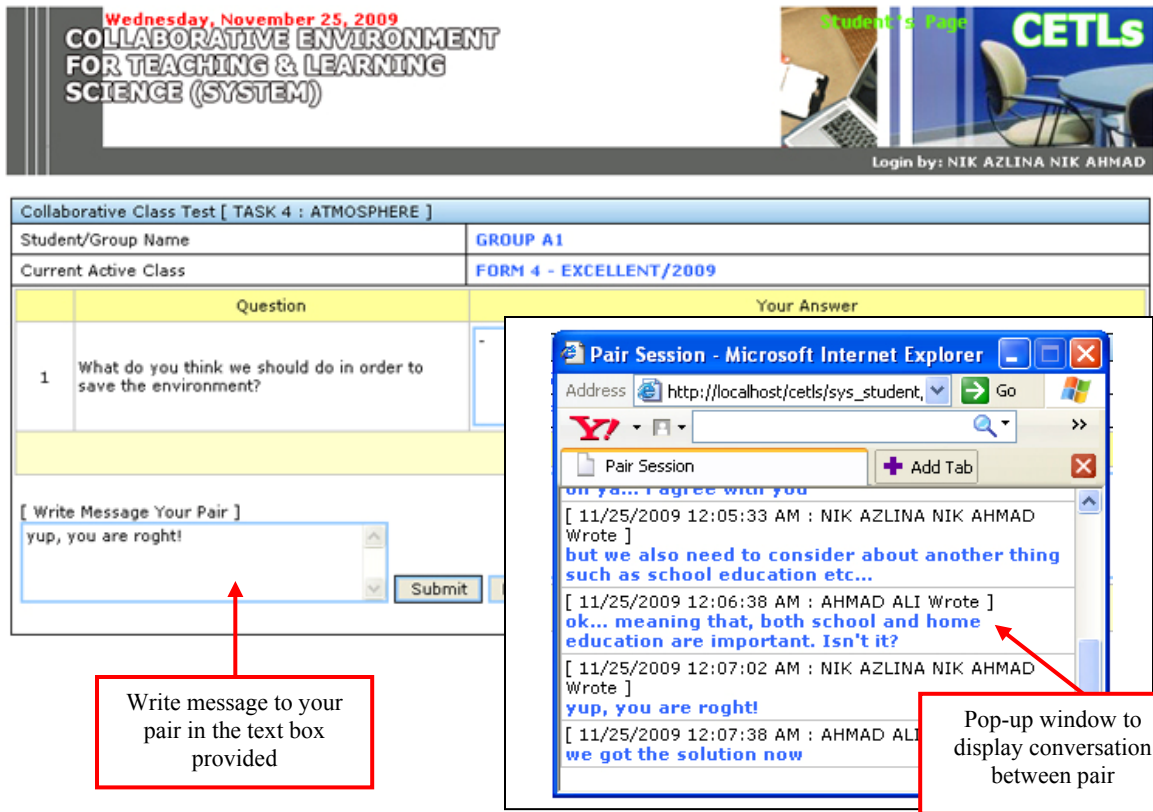 Wednesday, November 25, 2009
COLLABORATIVE ENVIRONMENT
FOR TEACHING & LEARNING
SCIENCE (SYSTEM)
Student's Page
CETLs
Login by: NIK AZLINA NIK AHMAD
Collaborative Class Test [ TASK 4 : ATMOSPHERE ]
Student/Group Name GROUP A1
Current Active Class FORM 4 - EXCELLENT/2009
Question Your Answer
1 What do you think we should do in order to
save the environment?
-
[ Write Message Your Pair ]
yup, you are roght!
Submit
Write message to your
pair in the text box
provided
Pair Session - Microsoft Internet Explorer
Address http://localhost/cetls/sys_student, Go
Y! »
Pair Session Add Tab
oh ya... I agree with you
[ 11/25/2009 12:05:33 AM : NIK AZLINA NIK AHMAD
Wrote ]
but we also need to consider about another thing
such as school education etc...
[ 11/25/2009 12:06:38 AM : AHMAD ALI Wrote ]
ok... meaning that, both school and home
education are important. Isn't it?
[ 11/25/2009 12:07:02 AM : NIK AZLINA NIK AHMAD
Wrote ]
yup, you are roght!
[ 11/25/2009 12:07:38 AM : AHMAD ALI
we got the solution now
Pop-up window to
display conversation
between pair